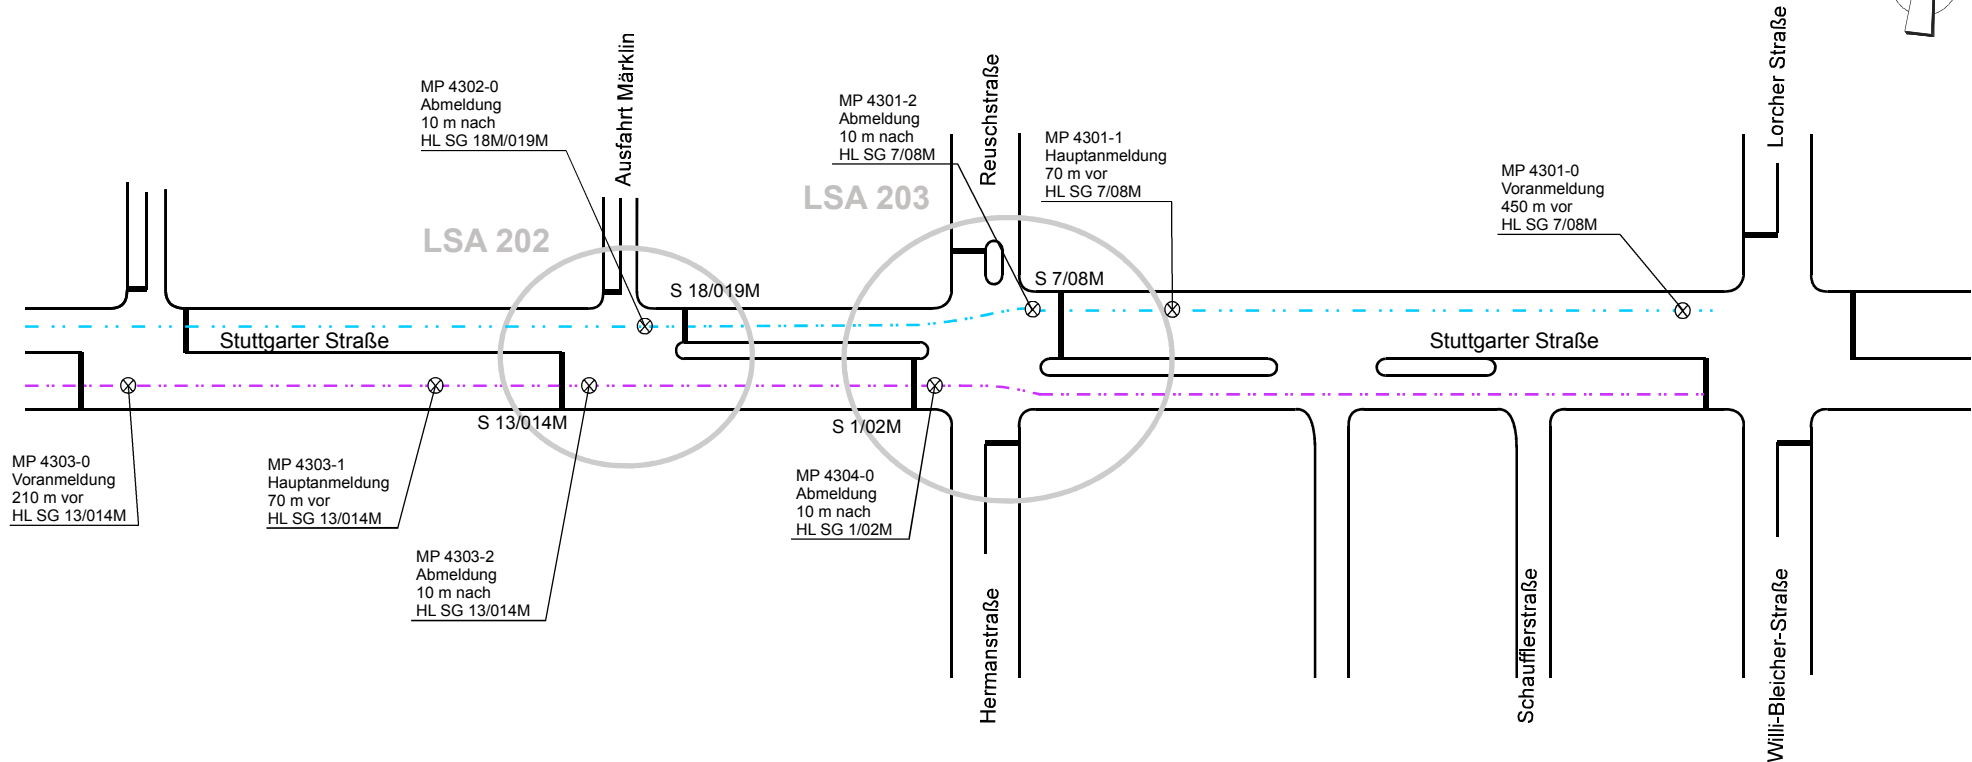 Ausfahrt Märklin
Reuschstraße
Lorcher Straße
MP 4302-0
Abmeldung
10 m nach
HL SG 18M/019M
MP 4301-2
Abmeldung
10 m nach
HL SG 7/08M
MP 4301-1
Hauptanmeldung
70 m vor
HL SG 7/08M
MP 4301-0
Voranmeldung
450 m vor
HL SG 7/08M
LSA 202
LSA 203
S 18/019M
S 7/08M
Stuttgarter Straße
Stuttgarter Straße
S 13/014M
S 1/02M
MP 4303-0
Voranmeldung
210 m vor
HL SG 13/014M
MP 4303-1
Hauptanmeldung
70 m vor
HL SG 13/014M
MP 4303-2
Abmeldung
10 m nach
HL SG 13/014M
MP 4304-0
Abmeldung
10 m nach
HL SG 1/02M
Hermanstraße
Schaufflerstraße
Willi-Bleicher-Straße